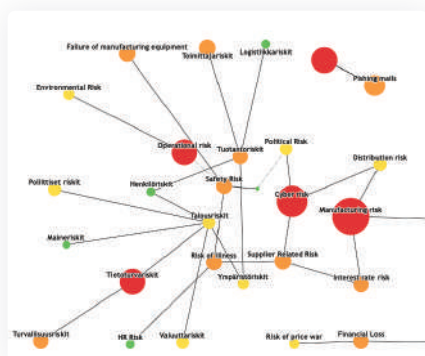 Failure of manufacturing equipment
Toimittajariskit
Logistiikkariskit
Pishing mails
Environmental Risk
Operational risk
Tuotantoriskit
Political Risk
Distribution risk
Poliittiset riskit
Henkilöriskit
Safety Risk
Cyber risk
Manufacturing risk
Talousriskit
Maineriskit
Risk of illness
Supplier Related Risk
Tietoturvariskit
Ympäristöriskit
Interest rate risk
Turvallisuusriskit
HR Risk
Valuuttariskit
Risk of price war
Financial Loss